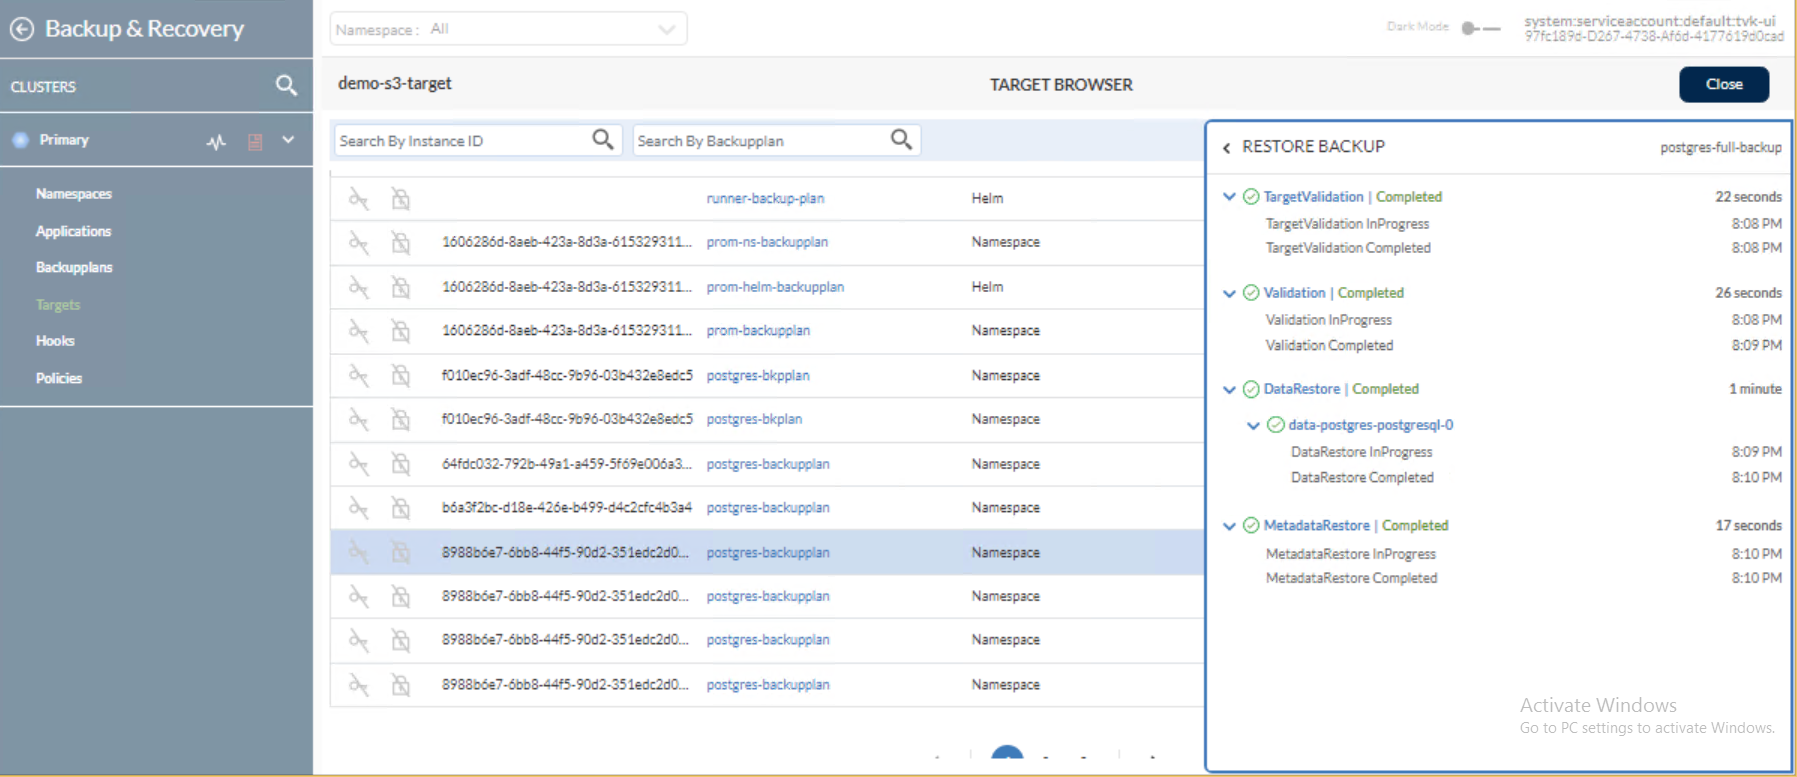 Backup & Recovery
Namespace : All
Dark Mode
system:serviceaccount:default:tvk-ui
97fc189d-D267-4738-Af6d-4177619d0cad
CLUSTERS
demo-s3-target
TARGET BROWSER
Close
Primary
Namespaces
Applications
Backupplans
Targets
Hooks
Policies
Search By Instance ID
Search By Backupplan
runner-backup-plan Helm
1606286d-8aeb-423a-8d3a-615329311... prom-ns-backupplan Namespace
1606286d-8aeb-423a-8d3a-615329311... prom-helm-backupplan Helm
1606286d-8aeb-423a-8d3a-615329311... prom-backupplan Namespace
f010ec96-3adf-48cc-9b96-03b432e8edc5 postgres-bkpplan Namespace
f010ec96-3adf-48cc-9b96-03b432e8edc5 postgres-bkplan Namespace
64fdc032-792b-49a1-a459-5f69e006a3... postgres-backupplan Namespace
b6a3f2bc-d18e-426e-b499-d4c2cfc4b3a4 postgres-backupplan Namespace
8988b6e7-6bb8-44f5-90d2-351edc2d0... postgres-backupplan Namespace
8988b6e7-6bb8-44f5-90d2-351edc2d0... postgres-backupplan Namespace
8988b6e7-6bb8-44f5-90d2-351edc2d0... postgres-backupplan Namespace
8988b6e7-6bb8-44f5-90d2-351edc2d0... postgres-backupplan Namespace
RESTORE BACKUP postgres-full-backup
TargetValidation | Completed 22 seconds
TargetValidation InProgress 8:08 PM
TargetValidation Completed 8:08 PM
Validation | Completed 26 seconds
Validation InProgress 8:08 PM
Validation Completed 8:09 PM
DataRestore | Completed 1 minute
data-postgres-postgresql-0
DataRestore InProgress 8:09 PM
DataRestore Completed 8:10 PM
MetadataRestore | Completed 17 seconds
MetadataRestore InProgress 8:10 PM
MetadataRestore Completed 8:10 PM
Activate Windows
Go to PC settings to activate Windows.